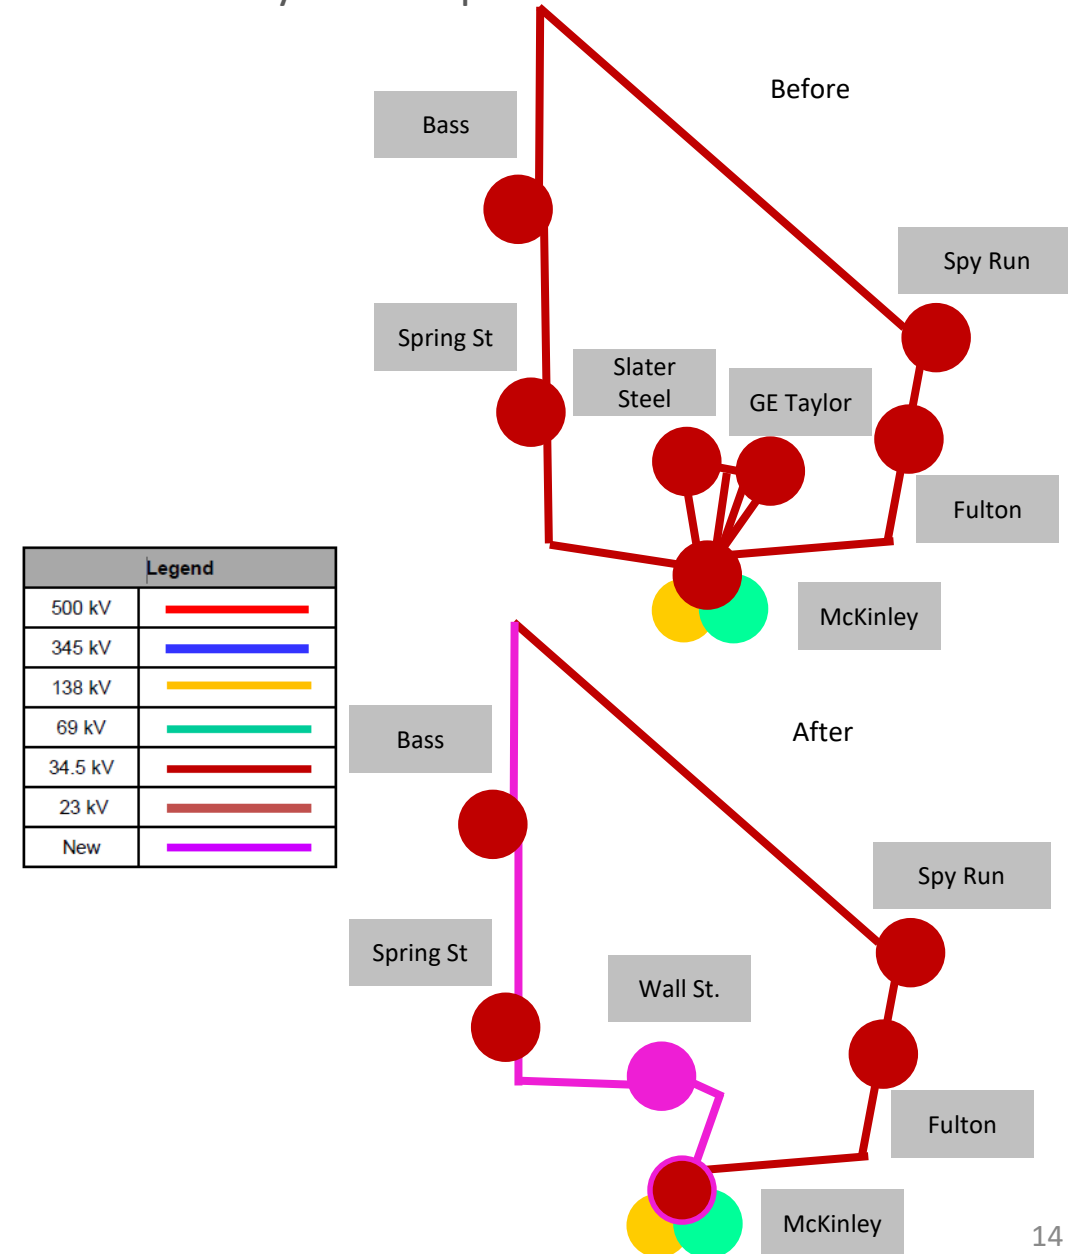 Before
Bass
Spy Run
Spring St
Slater
Steel
GE Taylor
Fulton
McKinley
Legend
500 kV
345 kV
138 kV
69 kV
34.5 kV
23 kV
New
After
Bass
Spy Run
Spring St
Wall St.
Fulton
McKinley
14